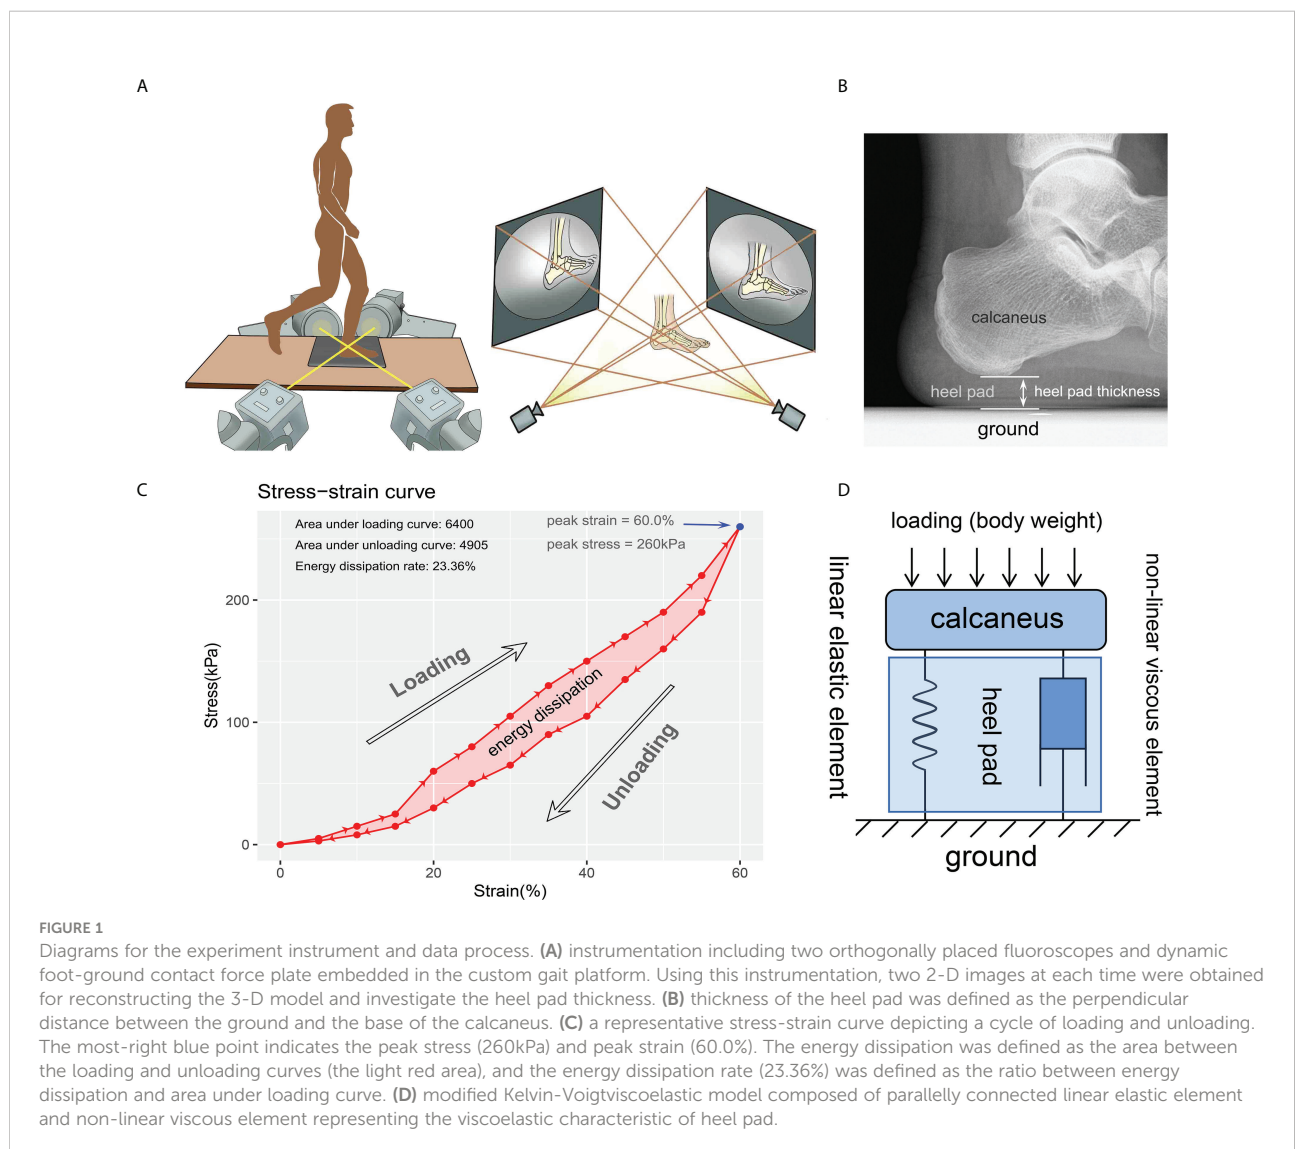 A
B
calcaneus
heel pad
heel pad thickness
ground
C
Stress−strain curve
Area under loading curve: 6400
Area under unloading curve: 4905
Energy dissipation rate: 23.36%
peak strain = 60.0%
peak stress = 260kPa
200
100
0
Stress(kPa)
Loading
energy dissipation
Unloading
0
20
40
60
Strain(%)
D
loading (body weight)
linear elastic element
calcaneus
heel pad
non-linear viscous element
ground
FIGURE 1
Diagrams for the experiment instrument and data process. (A) instrumentation including two orthogonally placed fluoroscopes and dynamic
foot-ground contact force plate embedded in the custom gait platform. Using this instrumentation, two 2-D images at each time were obtained
for reconstructing the 3-D model and investigate the heel pad thickness. (B) thickness of the heel pad was defined as the perpendicular
distance between the ground and the base of the calcaneus. (C) a representative stress-strain curve depicting a cycle of loading and unloading.
The most-right blue point indicates the peak stress (260kPa) and peak strain (60.0%). The energy dissipation was defined as the area between
the loading and unloading curves (the light red area), and the energy dissipation rate (23.36%) was defined as the ratio between energy
dissipation and area under loading curve. (D) modified Kelvin-Voigtviscoelastic model composed of parallelly connected linear elastic element
and non-linear viscous element representing the viscoelastic characteristic of heel pad.